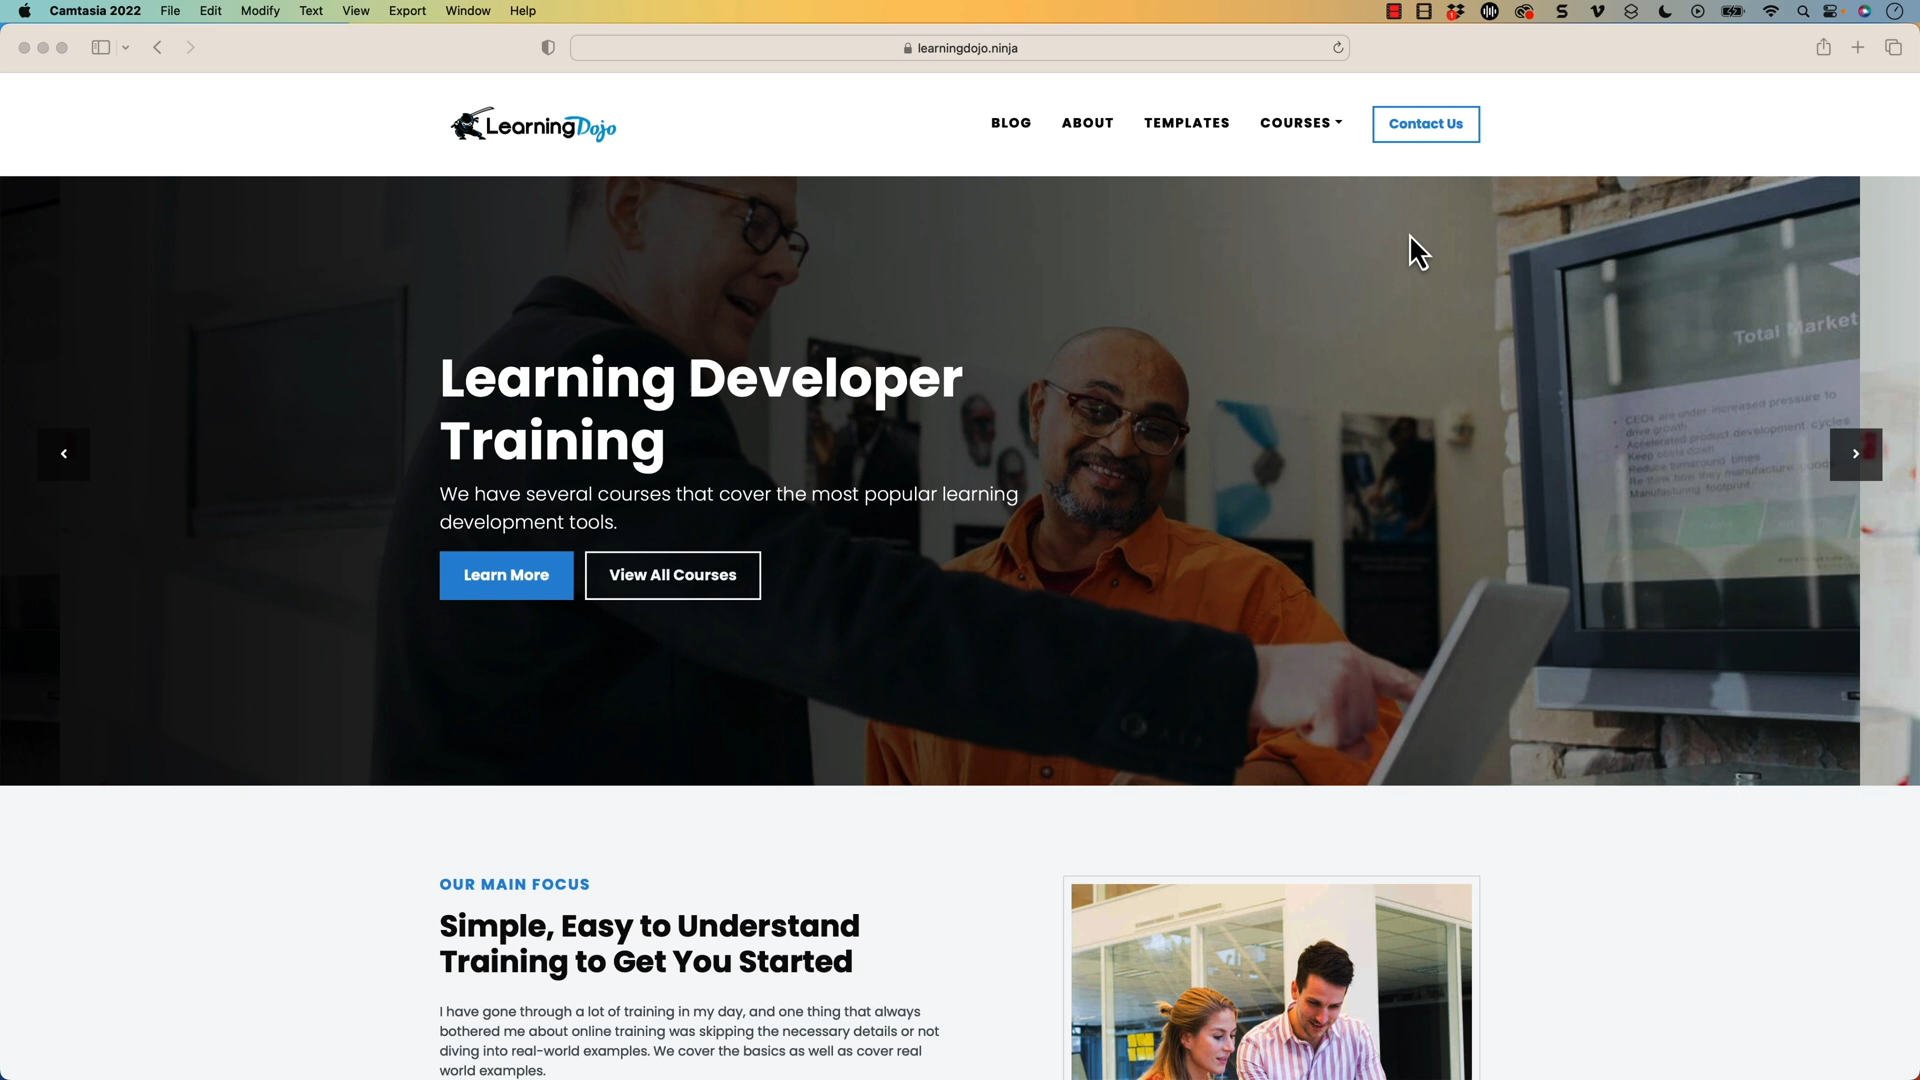 Camtasia 2022 File Edit Modify Text View Export Window Help
learningdojo.ninja
LearningDojo
BLOG ABOUT TEMPLATES COURSES Contact Us
Total Market
• CEOs are under increased pressure to
drive growth
• Accelerated product development cycles
Keep costs down
Reduce turnaround times
Re think how they manufacture goods
Manufacturing footprint
Learning Developer
Training
We have several courses that cover the most popular learning
development tools.
Learn More View All Courses
OUR MAIN FOCUS
Simple, Easy to Understand
Training to Get You Started
I have gone through a lot of training in my day, and one thing that always
bothered me about online training was skipping the necessary details or not
diving into real-world examples. We cover the basics as well as cover real
world examples.